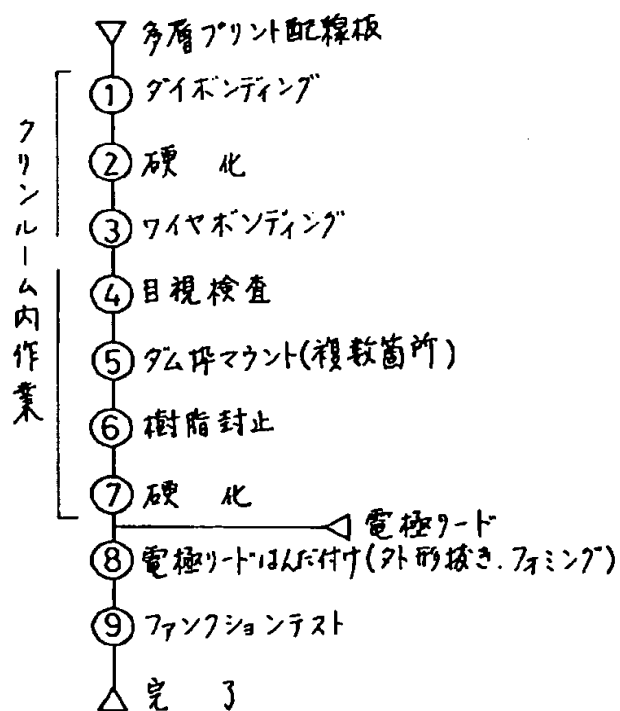 多層プリント配線板
① ダイボンディング
② 硬化
③ ワイヤボンディング
④ 目視検査
⑤ ダム枠マウント(複数箇所)
⑥ 樹脂封止
⑦ 硬化
電極リード
⑧ 電極リードはんだ付け(外形抜き、フォミング)
⑨ ファンクションテスト
完了
クリンルーム内作業